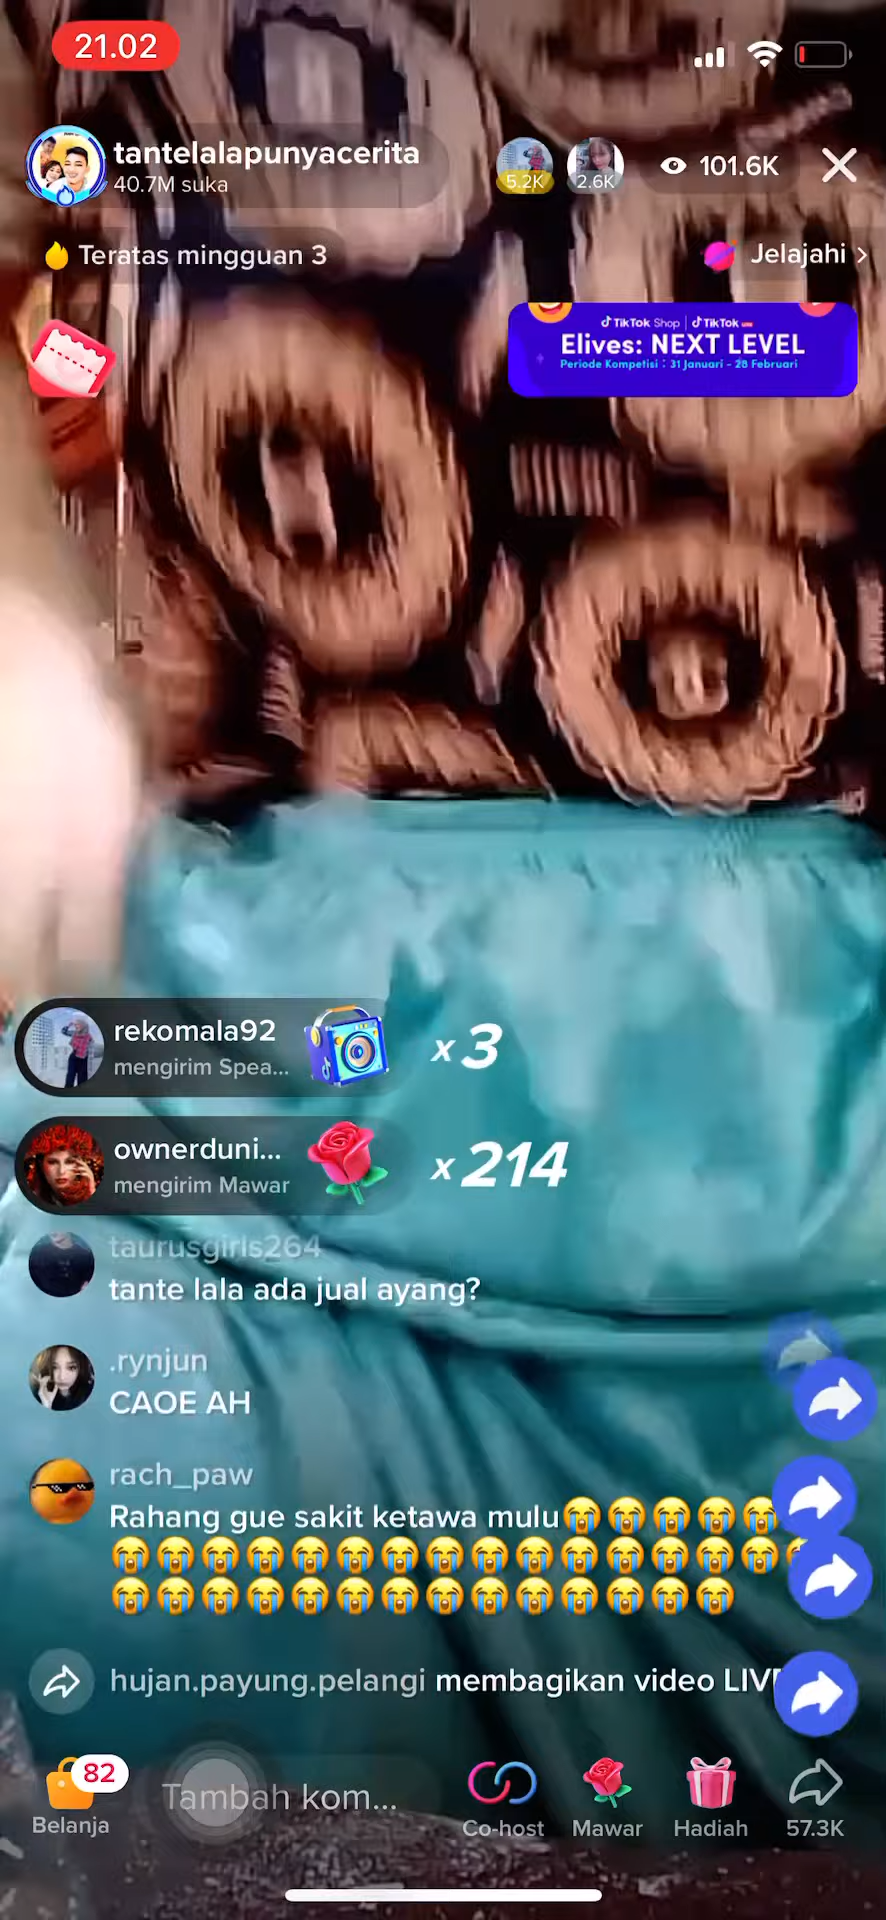 21.02
tantelalapunyacerita
40.7M suka
5.2K
2.6K
101.6K
Teratas mingguan 3
Jelajahi >
TikTok Shop | TikTok
Elives: NEXT LEVEL
Periode Kompetisi : 31 Januari - 28 Februari
rekomala92
mengirim Spea...
x 3
ownerduni...
mengirim Mawar
x 214
taurusgirls264
tante lala ada jual ayang?
.rynjun
CAOE AH
rach_paw
Rahang gue sakit ketawa mulu😭😭😭😭😭
😭😭😭😭😭😭😭😭😭😭😭😭😭😭😭😭
😭😭😭😭😭😭😭😭😭😭😭😭😭😭
hujan.payung.pelangi membagikan video LIVE
82
Belanja
Tambah kom...
Co-host
Mawar
Hadiah
57.3K